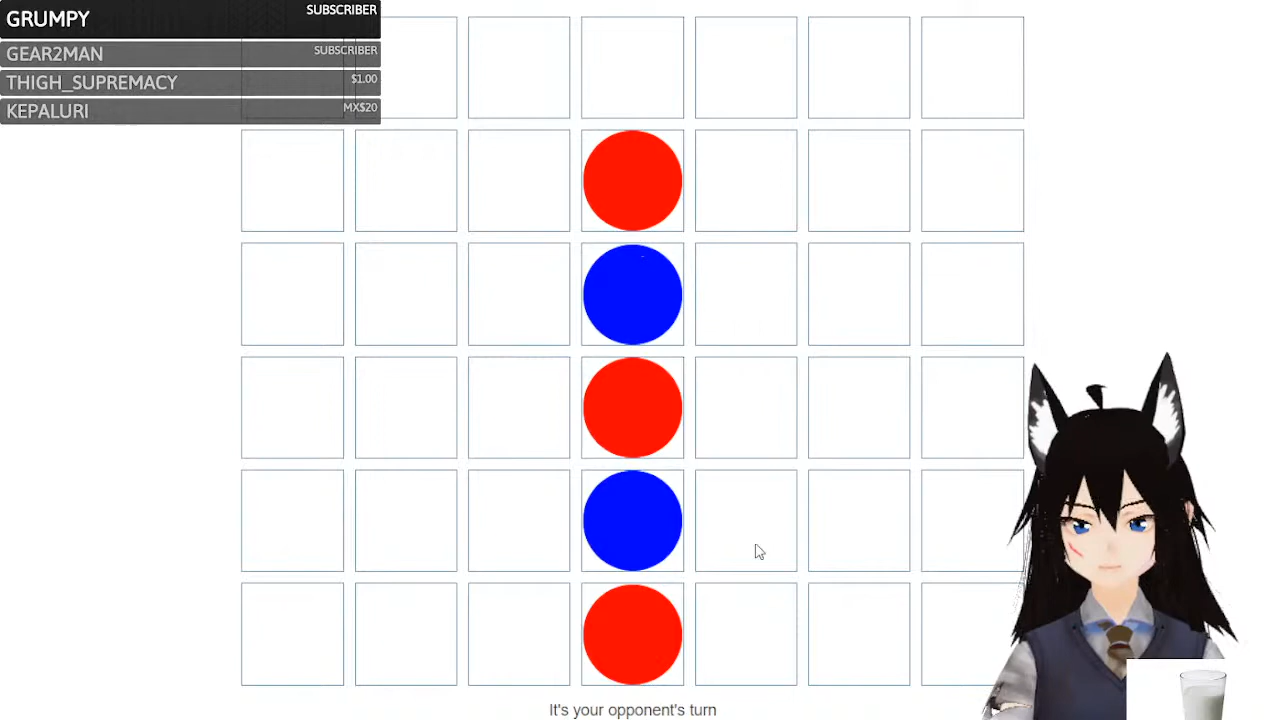 GRUMPY SUBSCRIBER
GEAR2MAN SUBSCRIBER
THIGH_SUPREMACY $1.00
KEPALURI MX$20
It's your opponent's turn